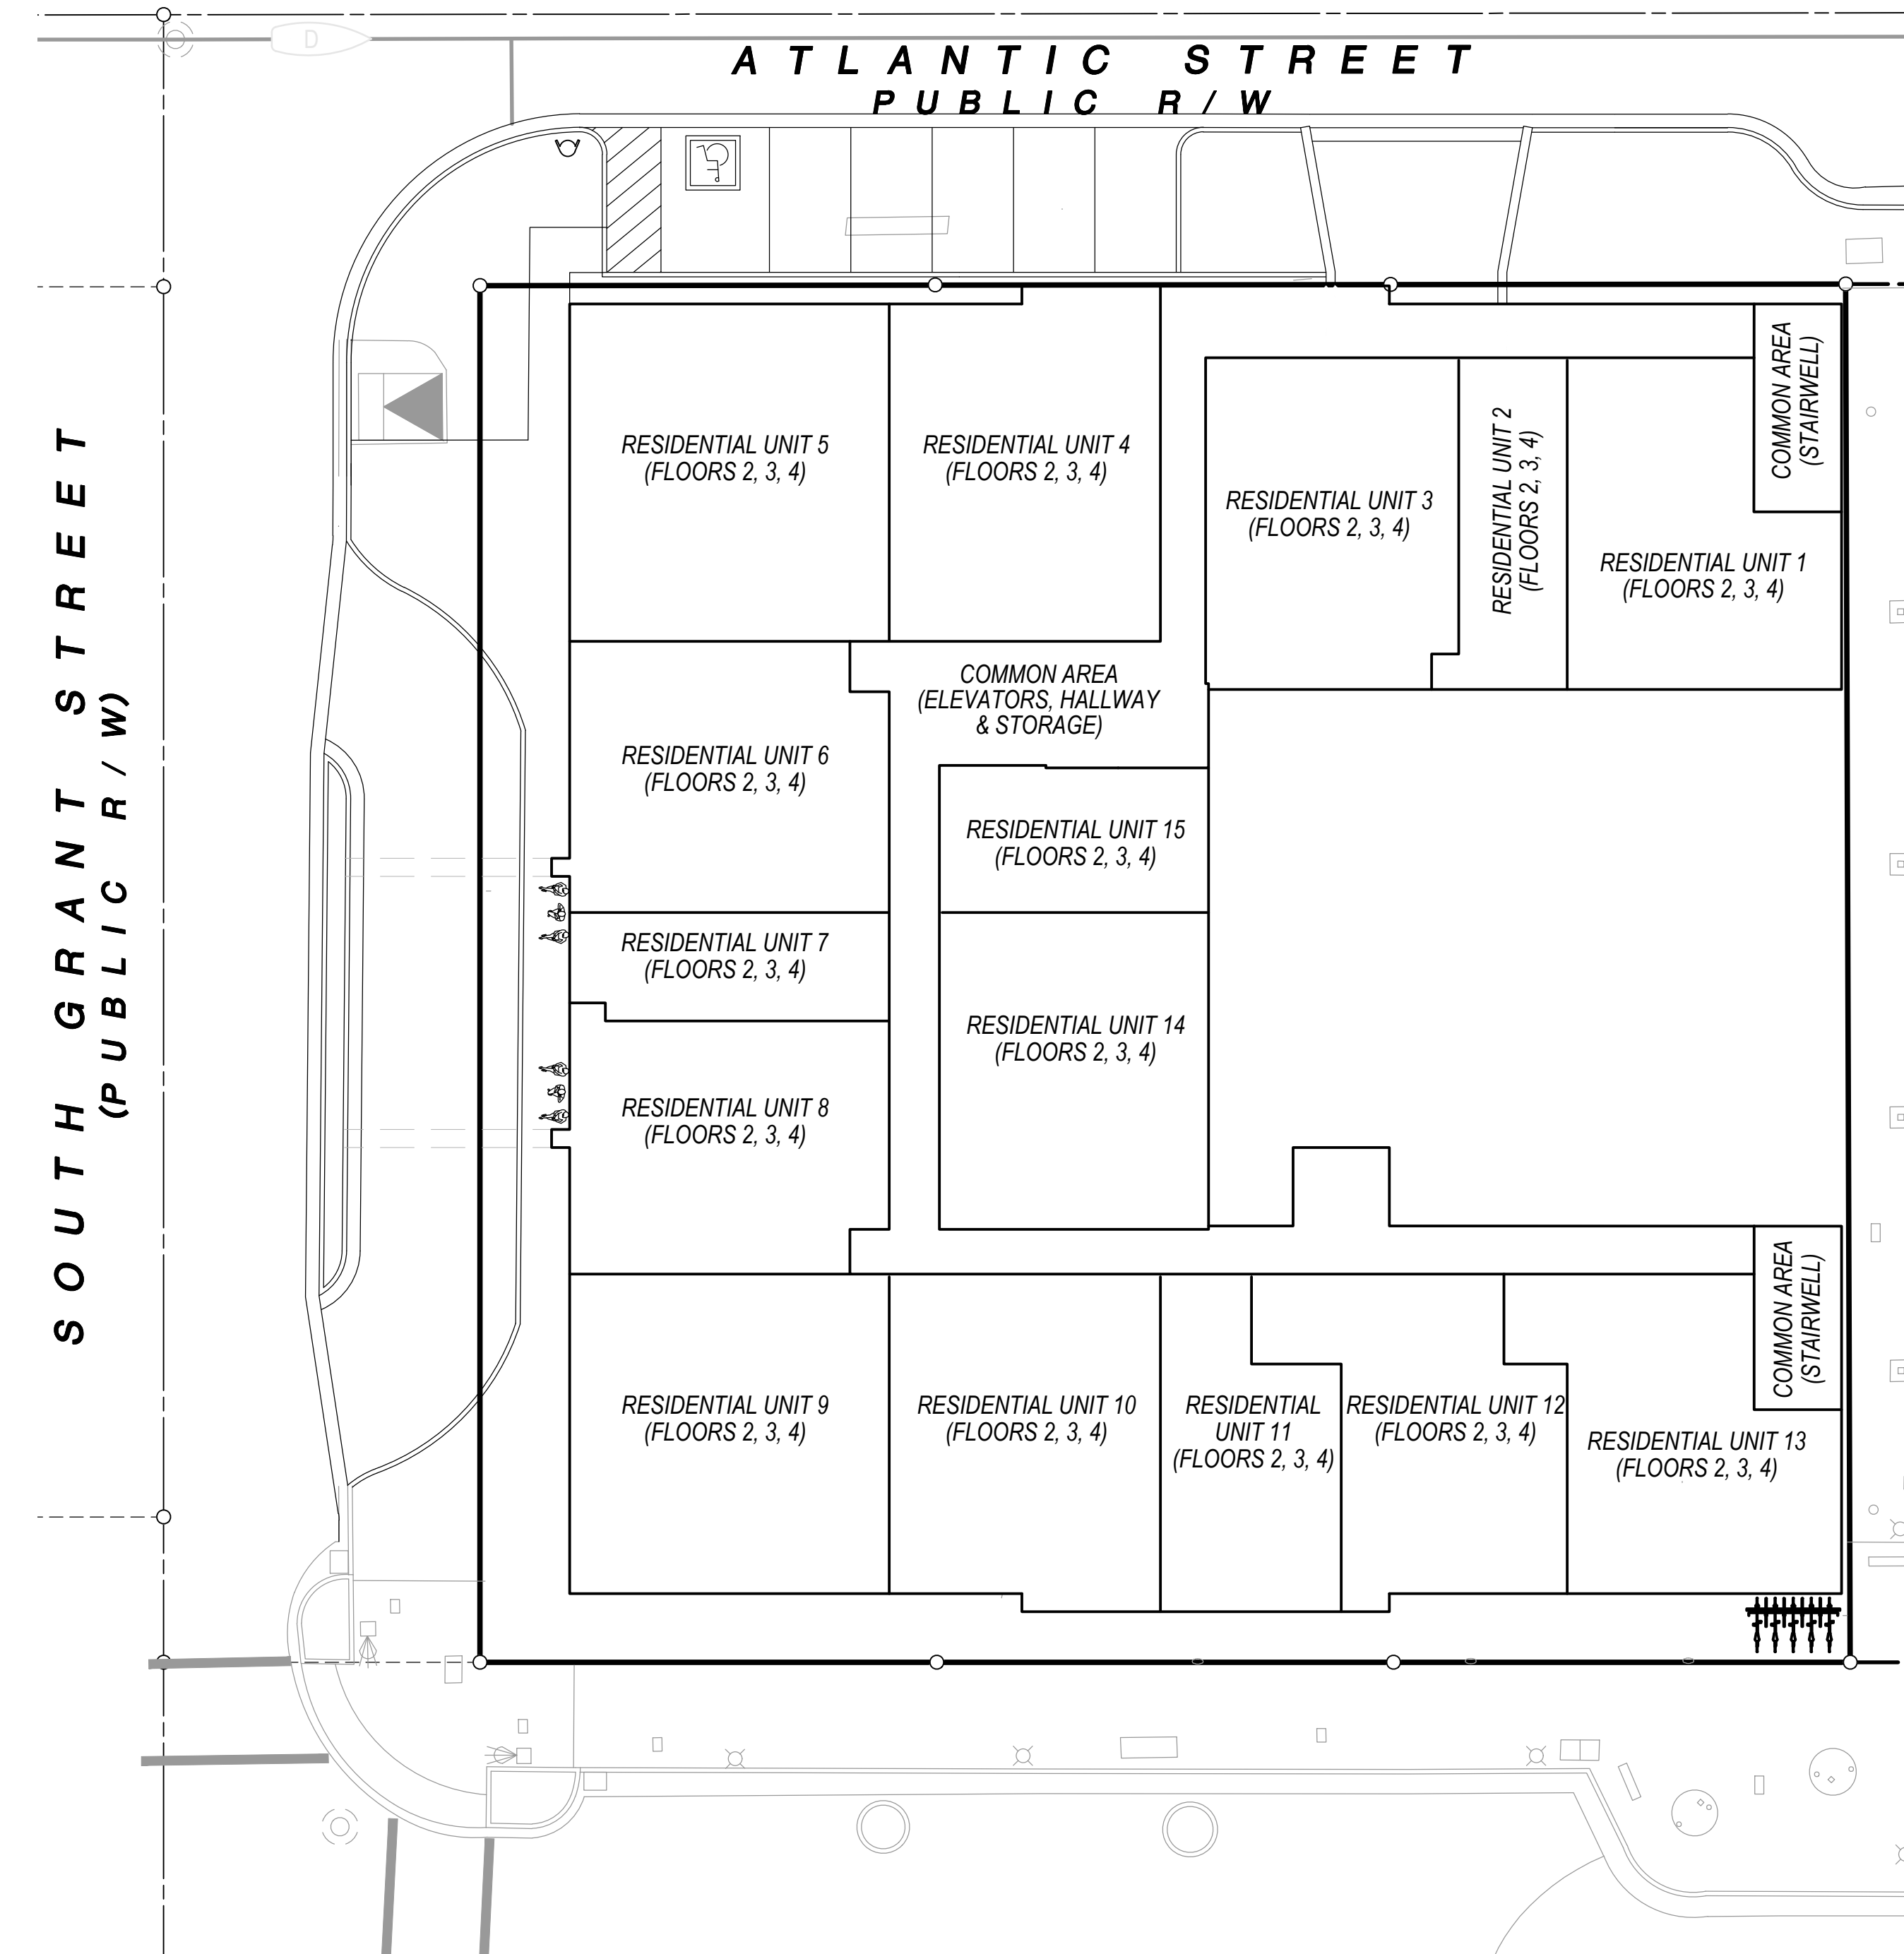 D
ATLANTIC STREET
PUBLIC R/W
SOUTH GRANT STREET
(PUBLIC R/W)
RESIDENTIAL UNIT 5
(FLOORS 2, 3, 4)
RESIDENTIAL UNIT 4
(FLOORS 2, 3, 4)
RESIDENTIAL UNIT 3
(FLOORS 2, 3, 4)
RESIDENTIAL UNIT 2
(FLOORS 2, 3, 4)
RESIDENTIAL UNIT 1
(FLOORS 2, 3, 4)
COMMON AREA
(STAIRWELL)
COMMON AREA
(ELEVATORS, HALLWAY
& STORAGE)
RESIDENTIAL UNIT 6
(FLOORS 2, 3, 4)
RESIDENTIAL UNIT 15
(FLOORS 2, 3, 4)
RESIDENTIAL UNIT 7
(FLOORS 2, 3, 4)
RESIDENTIAL UNIT 14
(FLOORS 2, 3, 4)
RESIDENTIAL UNIT 8
(FLOORS 2, 3, 4)
RESIDENTIAL UNIT 9
(FLOORS 2, 3, 4)
RESIDENTIAL UNIT 10
(FLOORS 2, 3, 4)
RESIDENTIAL
UNIT 11
(FLOORS 2, 3, 4)
RESIDENTIAL UNIT 12
(FLOORS 2, 3, 4)
RESIDENTIAL UNIT 13
(FLOORS 2, 3, 4)
COMMON AREA
(STAIRWELL)